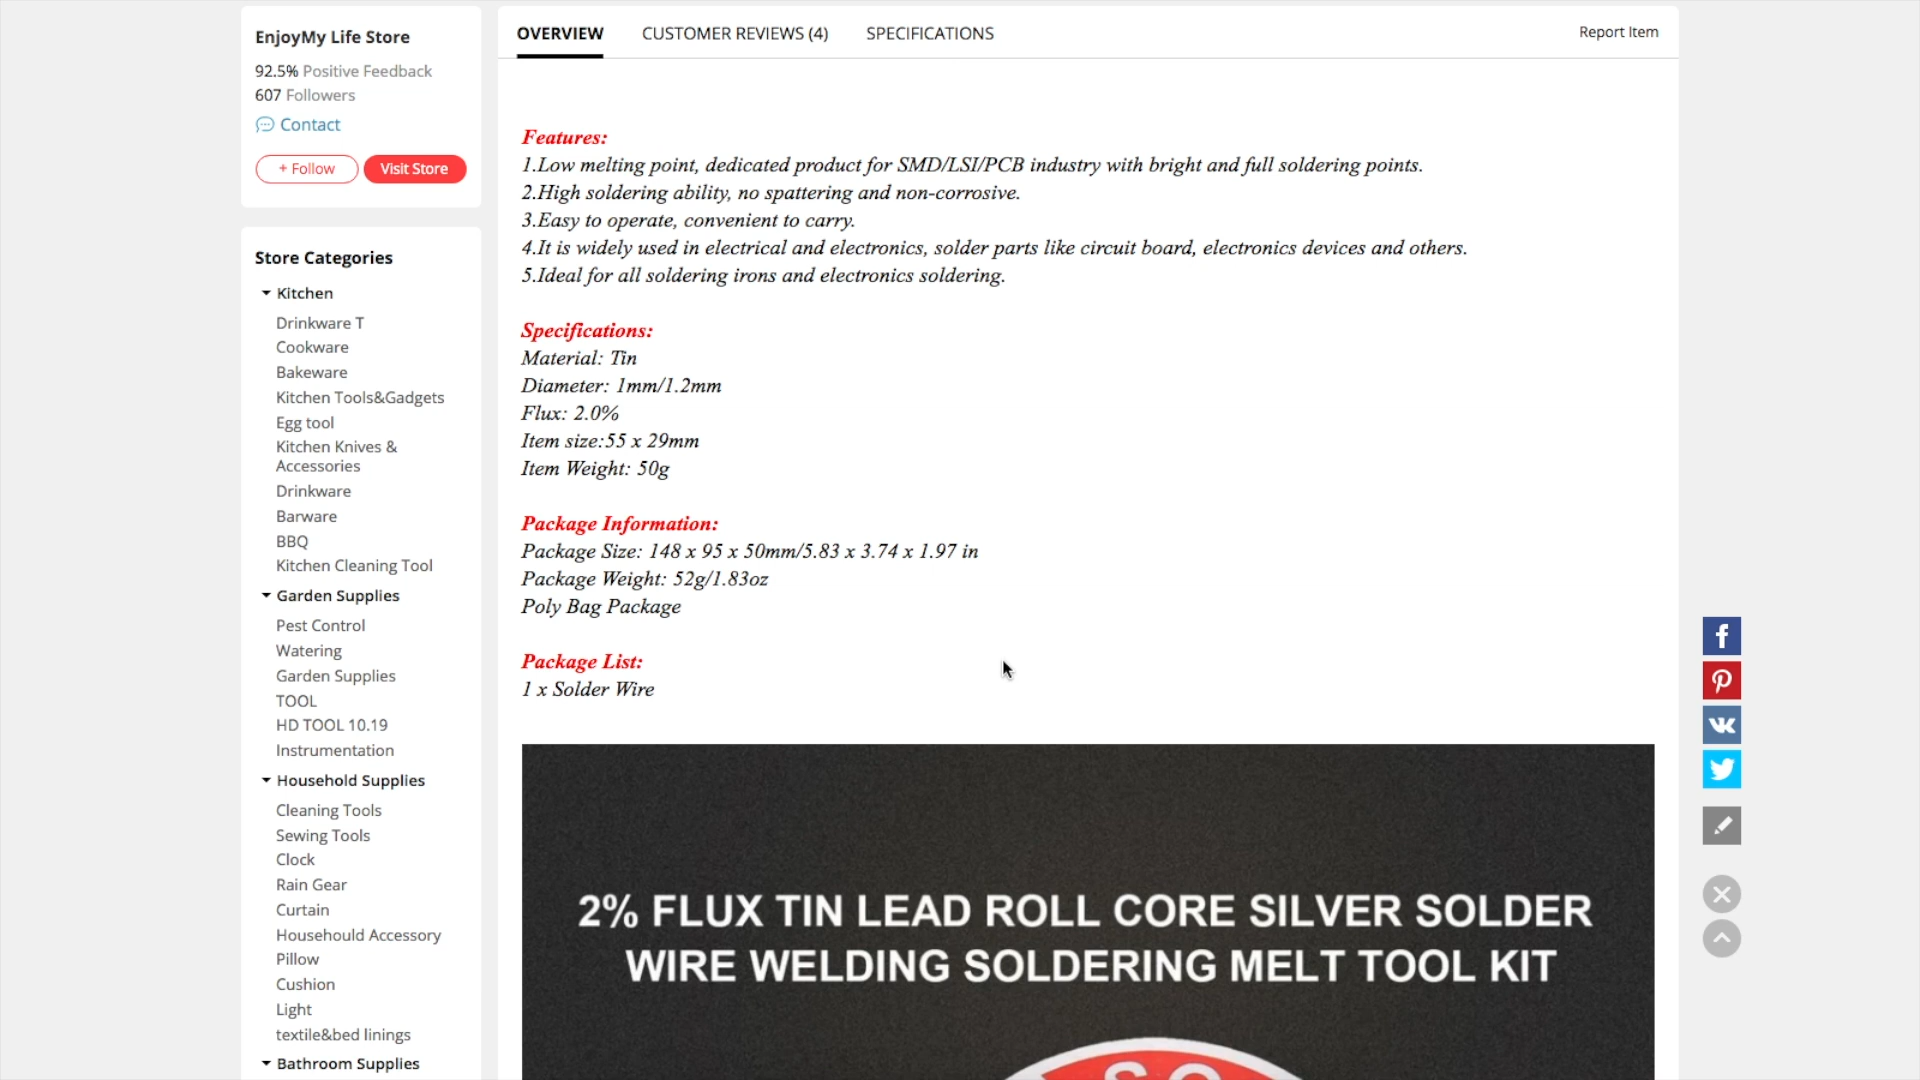 EnjoyMy Life Store
92.5% Positive Feedback
607 Followers
Contact
+ Follow
Visit Store
Store Categories
Kitchen
Drinkware T
Cookware
Bakeware
Kitchen Tools&Gadgets
Egg tool
Kitchen Knives &
Accessories
Drinkware
Barware
BBQ
Kitchen Cleaning Tool
Garden Supplies
Pest Control
Watering
Garden Supplies
TOOL
HD TOOL 10.19
Instrumentation
Household Supplies
Cleaning Tools
Sewing Tools
Clock
Rain Gear
Curtain
Househould Accessory
Pillow
Cushion
Light
textile&bed linings
Bathroom Supplies
OVERVIEW
CUSTOMER REVIEWS (4)
SPECIFICATIONS
Report Item
Features:
1.Low melting point, dedicated product for SMD/LSI/PCB industry with bright and full soldering points.
2.High soldering ability, no spattering and non-corrosive.
3.Easy to operate, convenient to carry.
4.It is widely used in electrical and electronics, solder parts like circuit board, electronics devices and others.
5.Ideal for all soldering irons and electronics soldering.
Specifications:
Material: Tin
Diameter: 1mm/1.2mm
Flux: 2.0%
Item size:55 x 29mm
Item Weight: 50g
Package Information:
Package Size: 148 x 95 x 50mm/5.83 x 3.74 x 1.97 in
Package Weight: 52g/1.83oz
Poly Bag Package
Package List:
1 x Solder Wire
2% FLUX TIN LEAD ROLL CORE SILVER SOLDER
WIRE WELDING SOLDERING MELT TOOL KIT